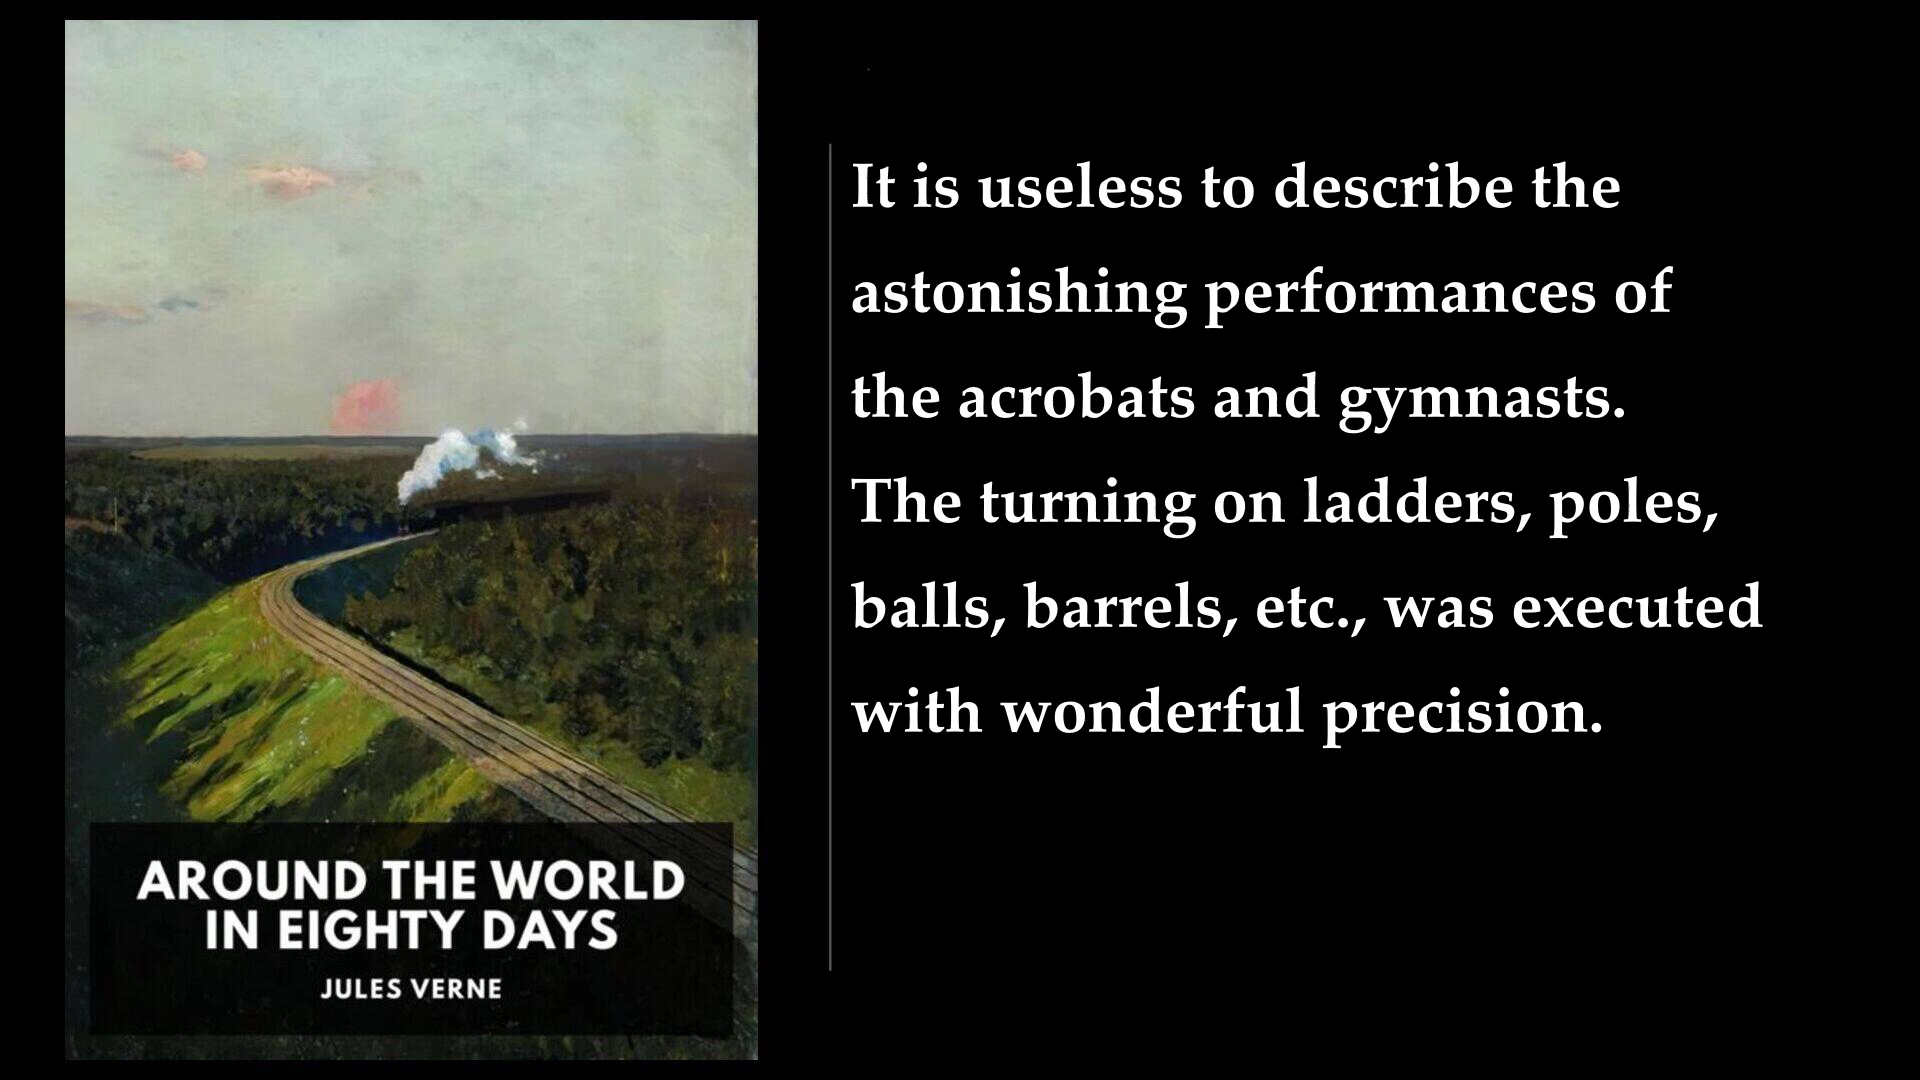 It is useless to describe the
astonishing performances of
the acrobats and gymnasts.
The turning on ladders, poles,
balls, barrels, etc., was executed
with wonderful precision.
AROUND THE WORLD
IN EIGHTY DAYS
JULES VERNE